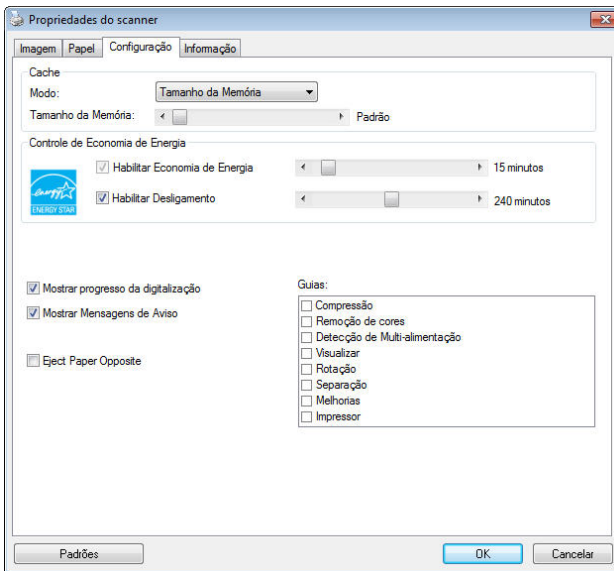 Propriedades do scanner
Imagem Papel Configuração Informação
Cache
Modo: Tamanho da Memória
Tamanho da Memória: Padrão
Controle de Economia de Energia
Habilitar Economia de Energia 15 minutos
Habilitar Desligamento 240 minutos
energy
ENERGY STAR
Mostrar progresso da digitalização
Mostrar Mensagens de Aviso
Eject Paper Opposite
Guias:
Compressão
Remoção de cores
Detecção de Multi-alimentação
Visualizar
Rotação
Separação
Melhorias
Impressor
Padrões OK Cancelar